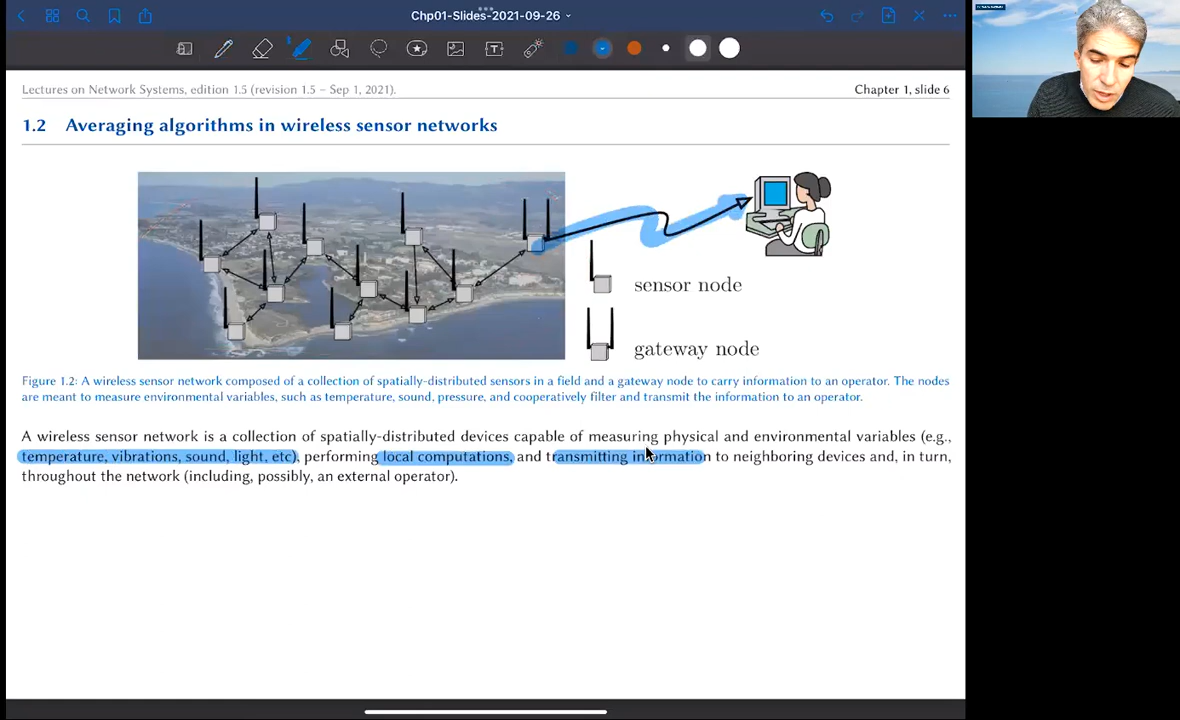 Chp01-Slides-2021-09-26
Lectures on Network Systems, edition 1.5 (revision 1.5 – Sep 1, 2021).
Chapter 1, slide 6
1.2 Averaging algorithms in wireless sensor networks
sensor node
gateway node
Figure 1.2: A wireless sensor network composed of a collection of spatially-distributed sensors in a field and a gateway node to carry information to an operator. The nodes
are meant to measure environmental variables, such as temperature, sound, pressure, and cooperatively filter and transmit the information to an operator.
A wireless sensor network is a collection of spatially-distributed devices capable of measuring physical and environmental variables (e.g.,
temperature, vibrations, sound, light, etc), performing local computations, and transmitting information to neighboring devices and, in turn,
throughout the network (including, possibly, an external operator).